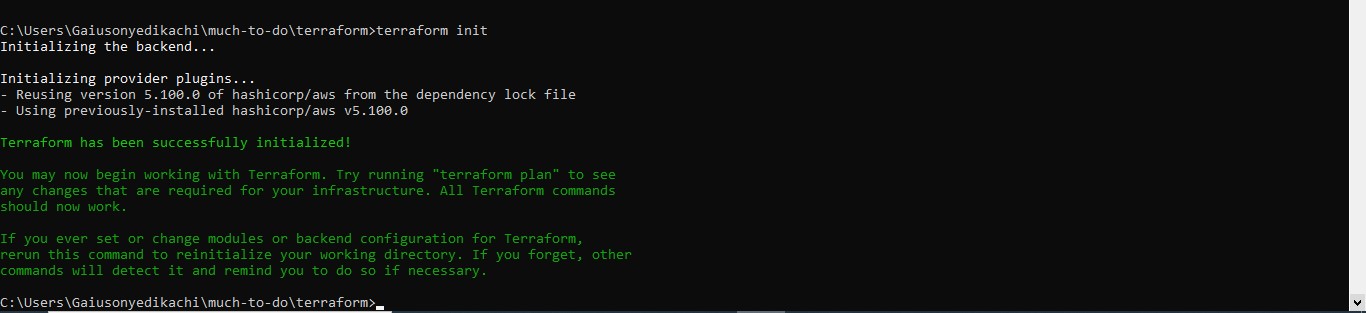 C:\Users\Gaiusonyedikachi\much-to-do\terraform>terraform init
Initializing the backend...
Initializing provider plugins...
- Reusing version 5.100.0 of hashicorp/aws from the dependency lock file
- Using previously-installed hashicorp/aws v5.100.0
Terraform has been successfully initialized!
You may now begin working with Terraform. Try running "terraform plan" to see
any changes that are required for your infrastructure. All Terraform commands
should now work.
If you ever set or change modules or backend configuration for Terraform,
rerun this command to reinitialize your working directory. If you forget, other
commands will detect it and remind you to do so if necessary.
C:\Users\Gaiusonyedikachi\much-to-do\terraform>